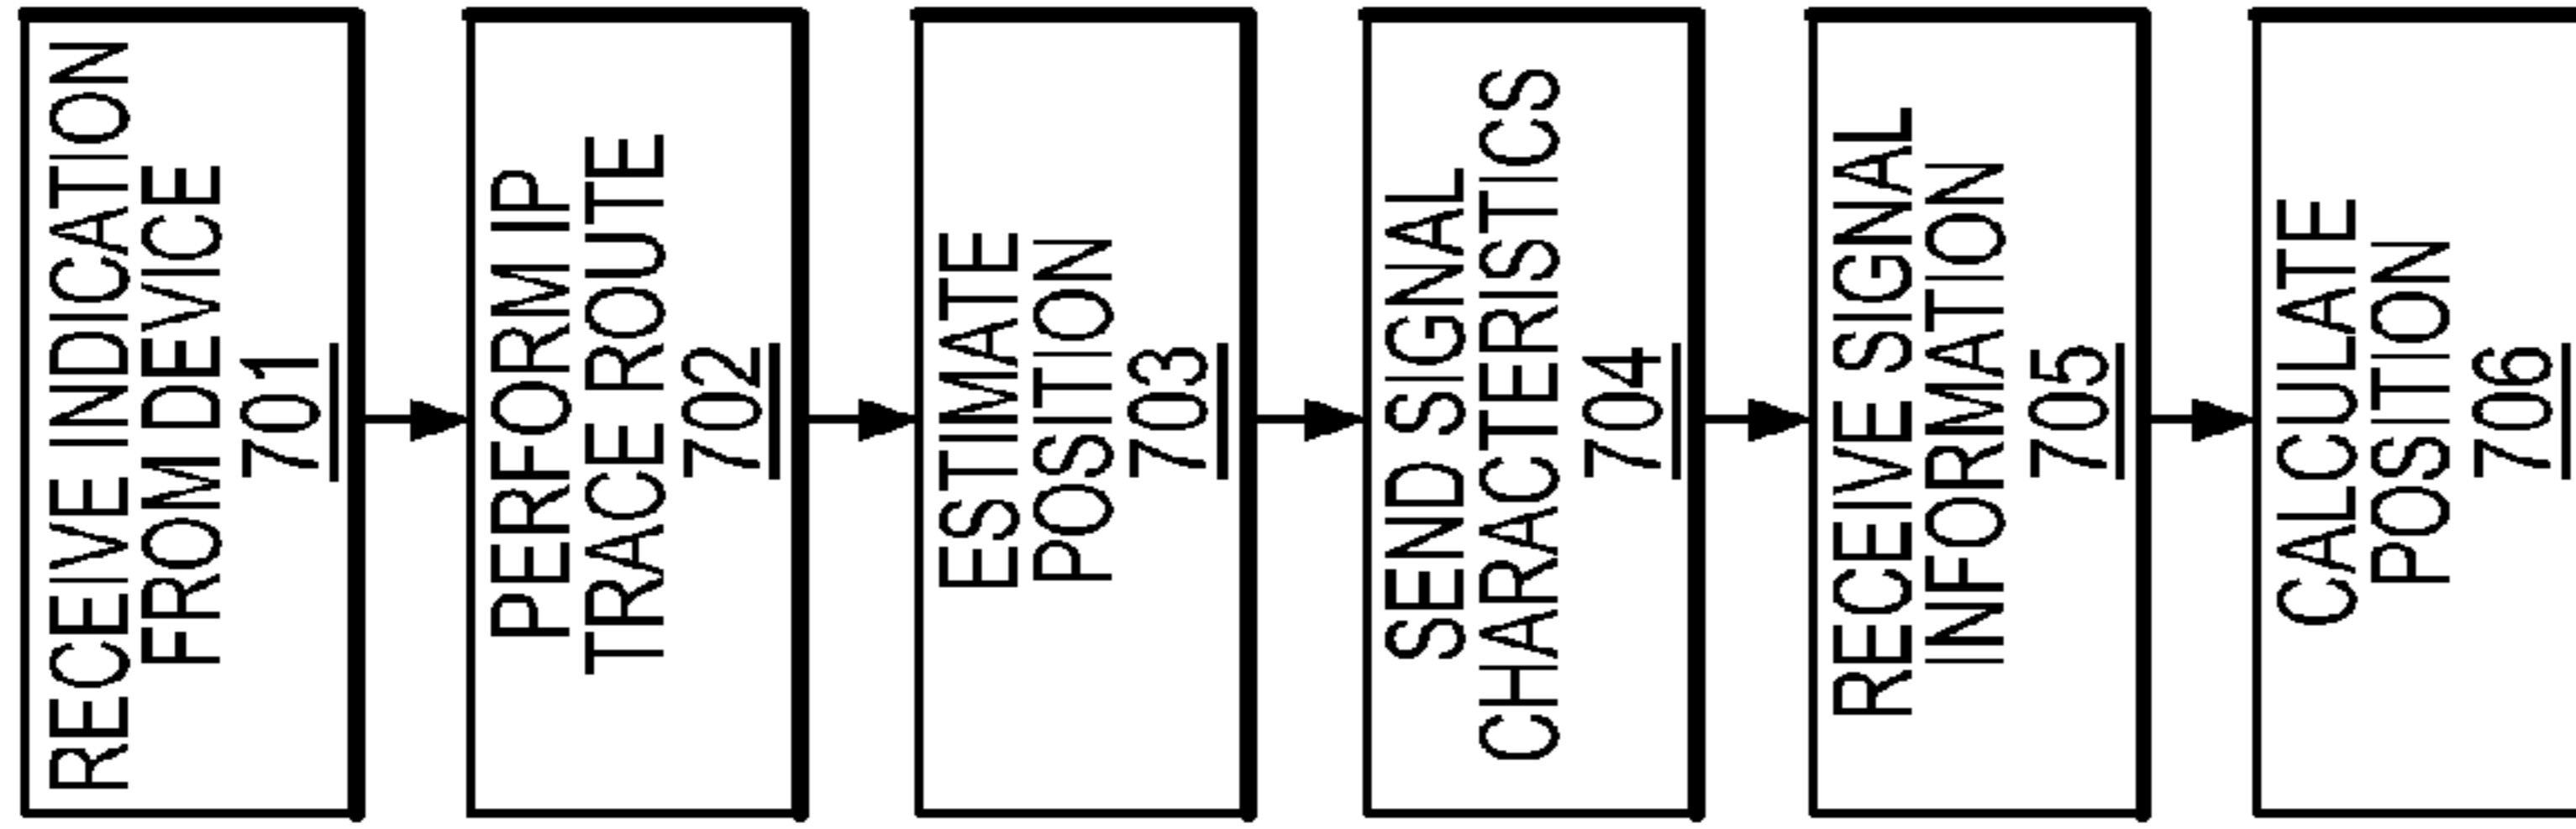 RECEIVE INDICATION
FROM DEVICE
701
PERFORM IP
TRACE ROUTE
702
ESTIMATE
POSITION
703
SEND SIGNAL
CHARACTERISTICS
704
RECEIVE SIGNAL
INFORMATION
705
CALCULATE
POSITION
706